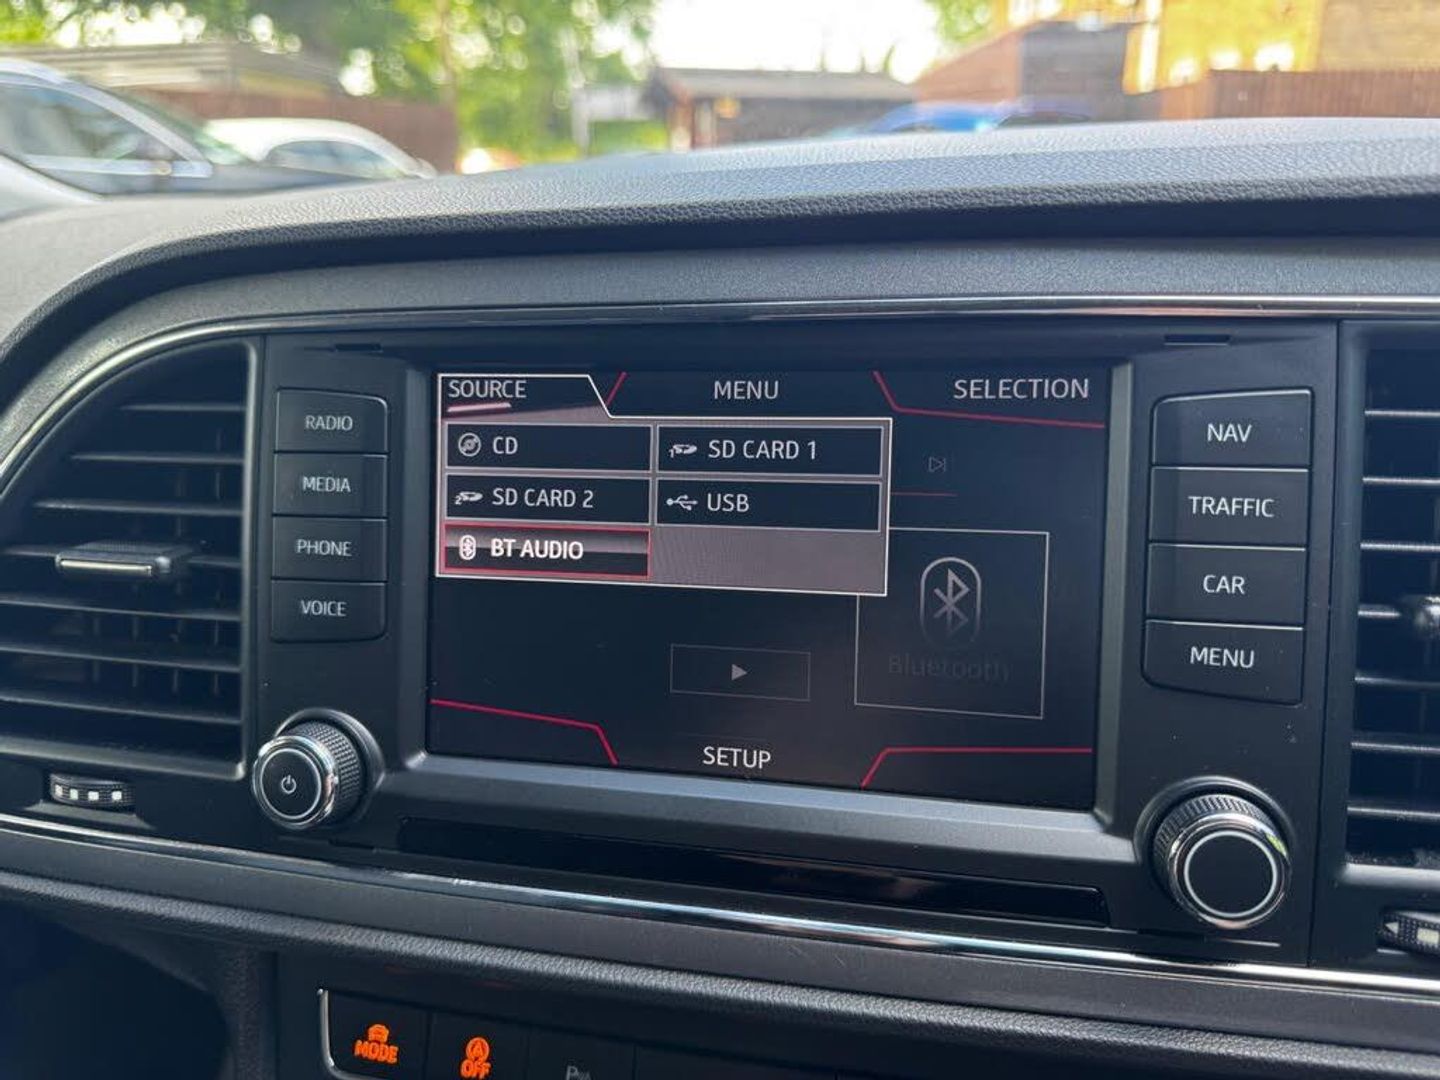 SOURCE MENU SELECTION
CD
SD CARD 1
SD CARD 2
USB
BT AUDIO
Bluetooth
SETUP
RADIO
MEDIA
PHONE
VOICE
NAV
TRAFFIC
CAR
MENU
MODE
A
OFF